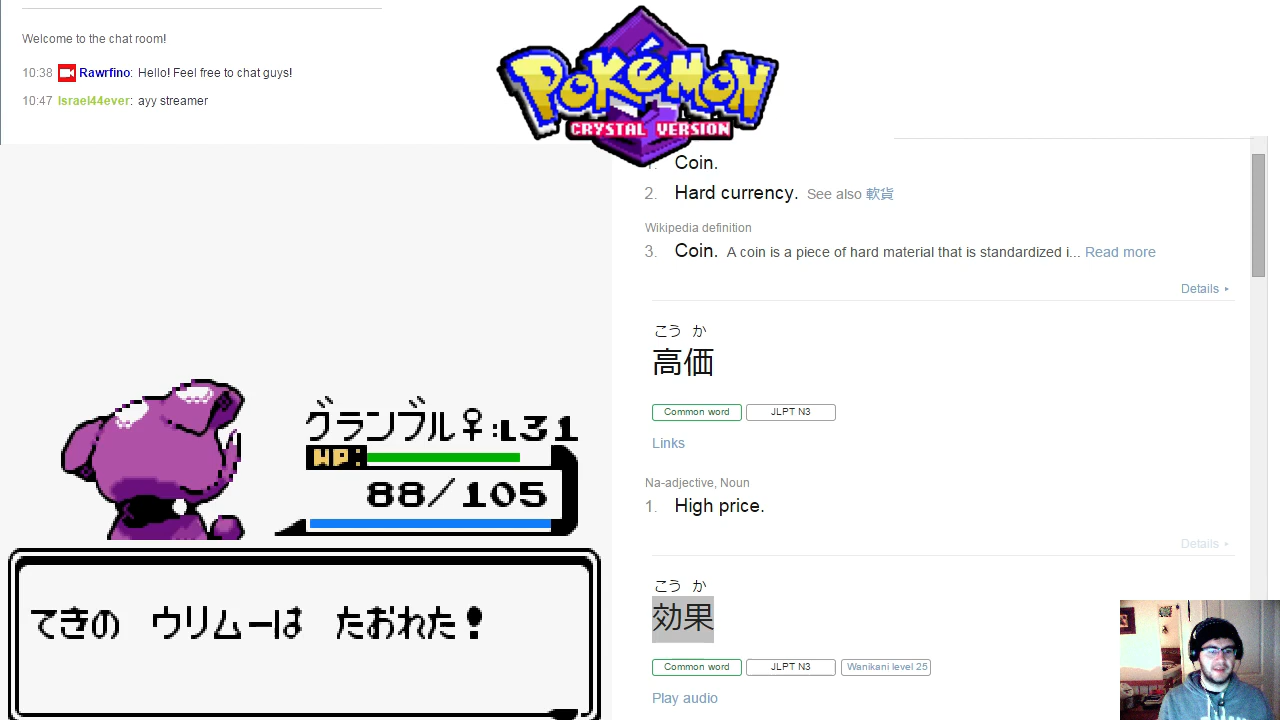 Welcome to the chat room!
10:38 Rawrfino: Hello! Feel free to chat guys!
10:47 Israel44ever: ayy streamer
POKéMON
CRYSTAL VERSION
1. Coin.
2. Hard currency. See also 軟貨
Wikipedia definition
3. Coin. A coin is a piece of hard material that is standardized i... Read more
Details ▸
こうか
高価
Common word JLPT N3
Links
Na-adjective, Noun
1. High price.
Details ▸
こうか
効果
Common word JLPT N3 Wanikani level 25
Play audio
グランブル♀:L31
HP:
88/105
てきの ウリムーは たおれた!